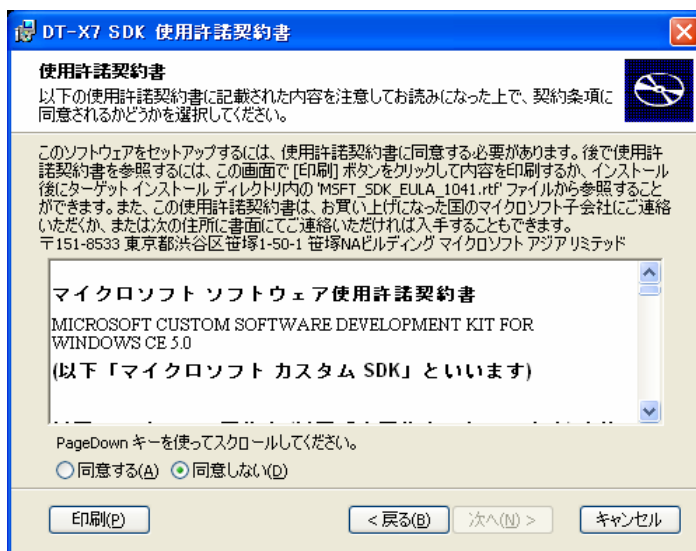 DT-X7 SDK 使用許諾契約書
使用許諾契約書
以下の使用許諾契約書に記載された内容を注意してお読みになった上で、契約条項に
同意されるかどうかを選択してください。
このソフトウェアをセットアップするには、使用許諾契約書に同意する必要があります。後で使用許
諾契約書を参照するには、この画面で [印刷] ボタンをクリックして内容を印刷するか、インストール
後にターゲット インストール ディレクトリ内の 'MSFT_SDK_EULA_1041.rtf' ファイルから参照すること
ができます。また、この使用許諾契約書は、お買い上げになった国のマイクロソフト子会社にご連絡
いただくか、または次の住所に書面にてご連絡いただければ入手することもできます。
〒151-8533 東京都渋谷区笹塚1-50-1 笹塚NAビルディング マイクロソフト アジアリミテッド
マイクロソフト ソフトウェア使用許諾契約書
MICROSOFT CUSTOM SOFTWARE DEVELOPMENT KIT FOR
WINDOWS CE 5.0
(以下「マイクロソフト カスタム SDK」といいます)
PageDown キーを使ってスクロールしてください。
同意する(A) 同意しない(D)
印刷(P) < 戻る(B) 次へ(N) > キャンセル